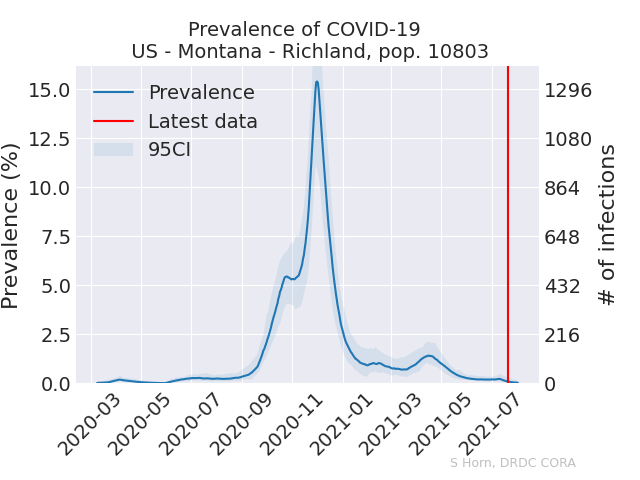 Prevalence of COVID-19
US - Montana - Richland, pop. 10803
Prevalence
Latest data
95CI
Prevalence (%)
15.0
12.5
10.0
7.5
5.0
2.5
0.0
1296
1080
864
648
432
216
0
# of infections
2020-03
2020-05
2020-07
2020-09
2020-11
2021-01
2021-03
2021-05
2021-07
S Horn, DRDC CORA